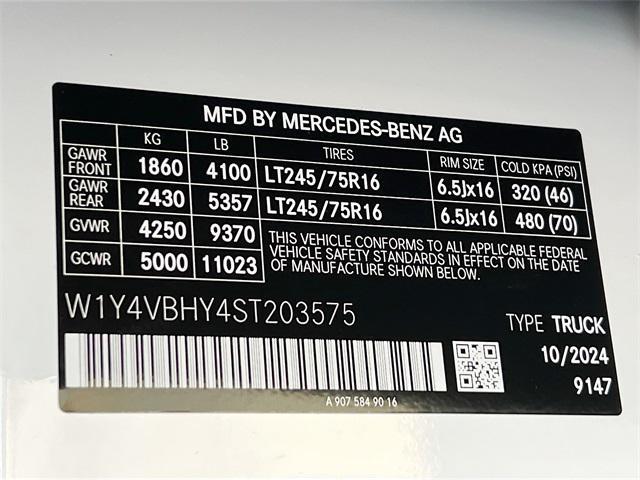 MFD BY MERCEDES-BENZ AG
KG LB TIRES RIM SIZE COLD KPA (PSI)
GAWR FRONT 1860 4100 LT245/75R16 6.5Jx16 320 (46)
GAWR REAR 2430 5357 LT245/75R16 6.5Jx16 480 (70)
GVWR 4250 9370
GCWR 5000 11023
THIS VEHICLE CONFORMS TO ALL APPLICABLE FEDERAL
VEHICLE SAFETY STANDARDS IN EFFECT ON THE DATE
OF MANUFACTURE SHOWN BELOW.
W1Y4VBHY4ST203575
TYPE TRUCK
10/2024
9147
A 907 584 90 16